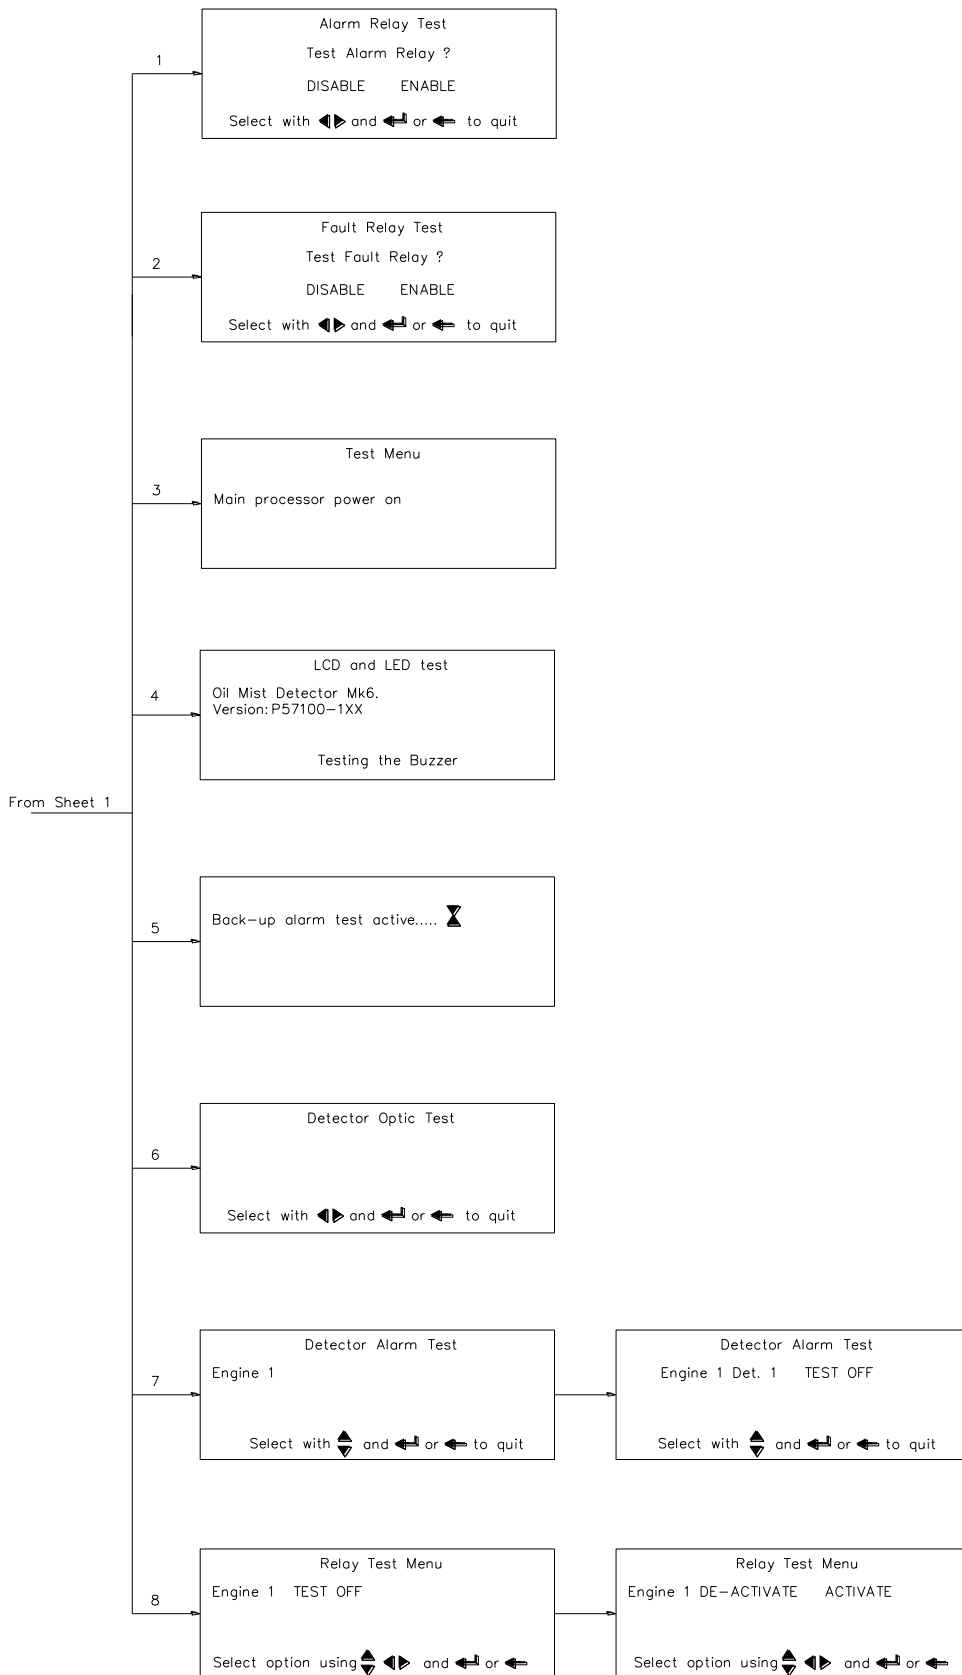 Alarm Relay Test
Test Alarm Relay ?
DISABLE ENABLE
Select with and or to quit
1
Fault Relay Test
Test Fault Relay ?
DISABLE ENABLE
Select with and or to quit
2
Test Menu
Main processor power on
3
LCD and LED test
Oil Mist Detector Mk6.
Version: P57100-1XX
Testing the Buzzer
4
From Sheet 1
Back-up alarm test active.....
5
Detector Optic Test
Select with and or to quit
6
Detector Alarm Test
Engine 1
Select with and or to quit
7
Detector Alarm Test
Engine 1 Det. 1 TEST OFF
Select with and or to quit
Relay Test Menu
Engine 1 TEST OFF
Select option using and or
8
Relay Test Menu
Engine 1 DE-ACTIVATE ACTIVATE
Select option using and or